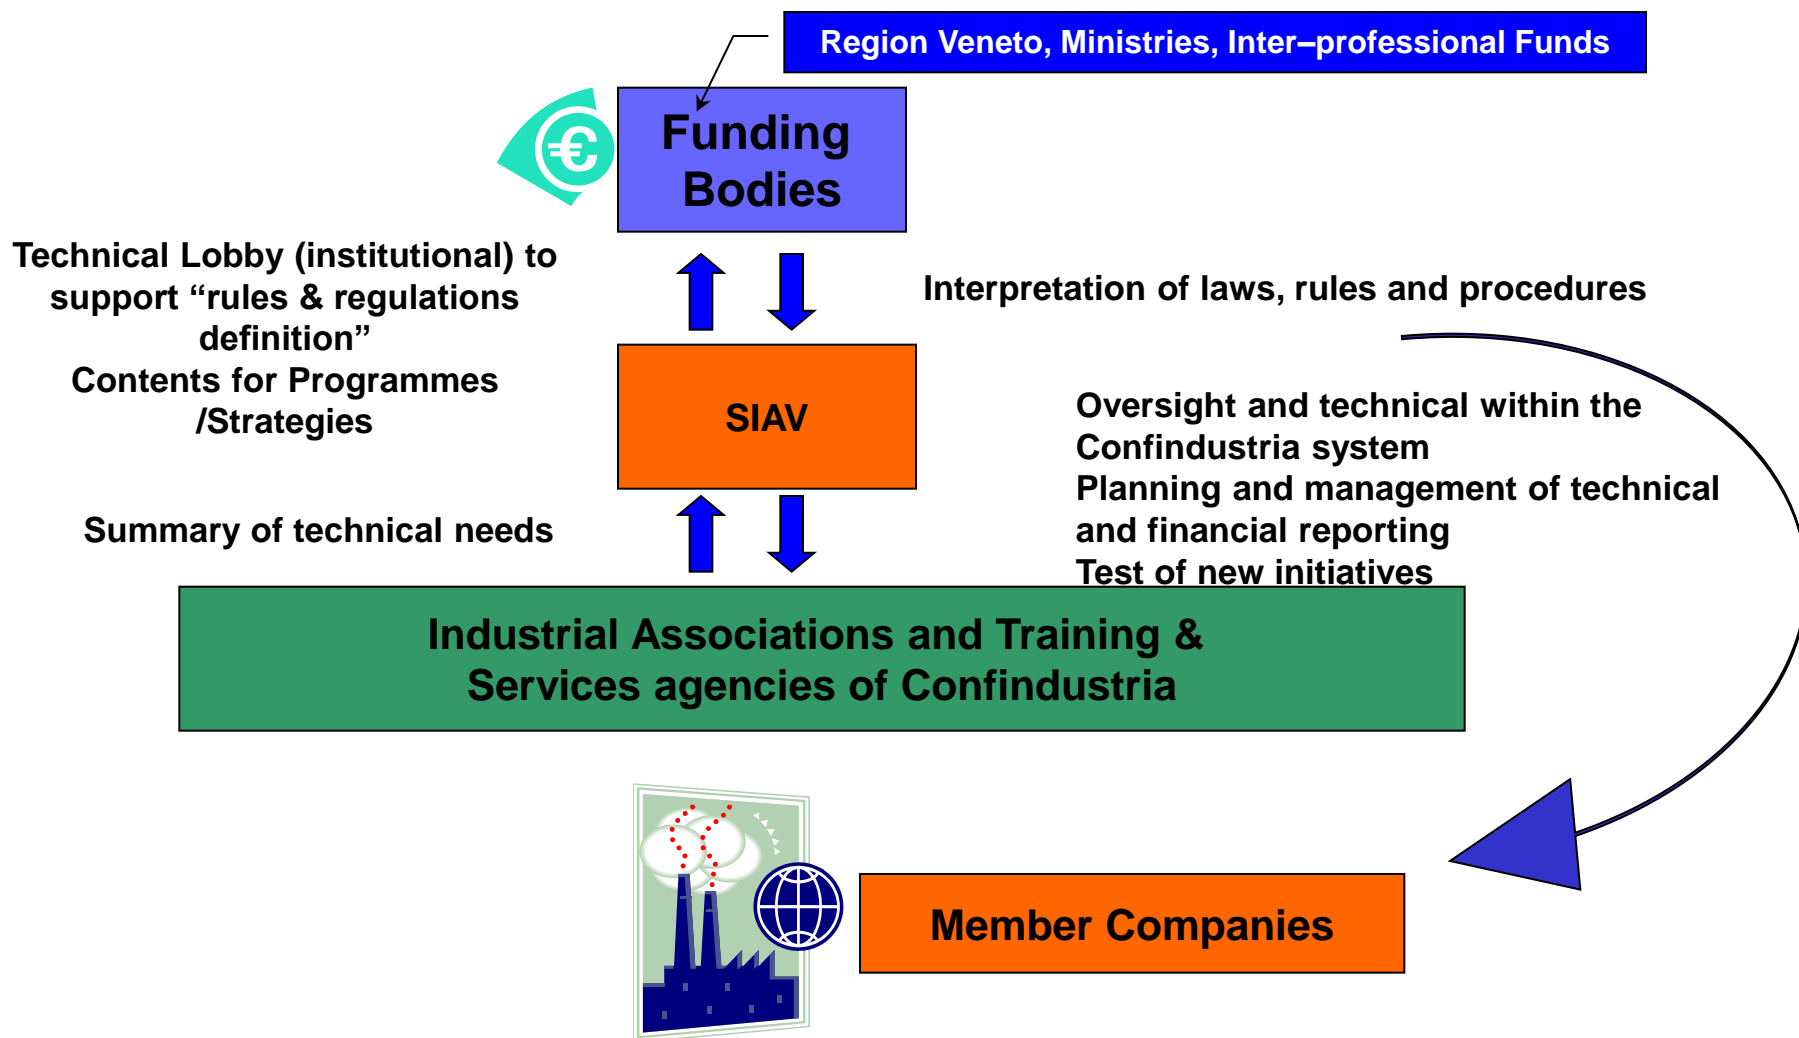 Region Veneto, Ministries, Inter–professional Funds
€
Funding
Bodies
Technical Lobby (institutional) to
support “rules & regulations
definition”
Contents for Programmes
/Strategies
Interpretation of laws, rules and procedures
SIAV
Oversight and technical within the
Confindustria system
Planning and management of technical
and financial reporting
Test of new initiatives
Summary of technical needs
Industrial Associations and Training &
Services agencies of Confindustria
Member Companies